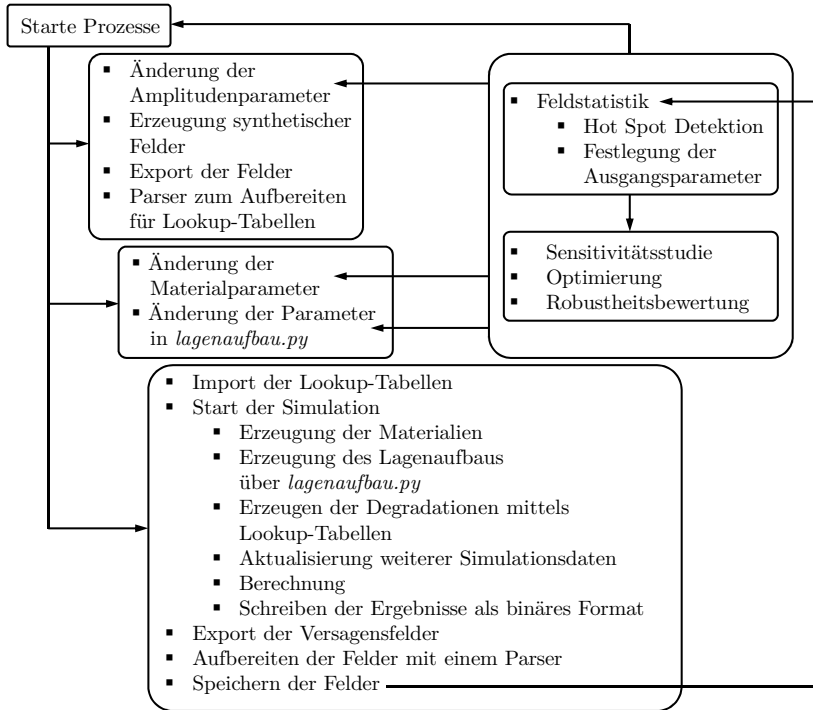 Starte Prozesse
▪ Änderung der
Amplitudenparameter
▪ Erzeugung synthetischer
Felder
▪ Export der Felder
▪ Parser zum Aufbereiten
für Lookup-Tabellen
▪ Änderung der
Materialparameter
▪ Änderung der Parameter
in lagenaufbau.py
▪ Feldstatistik
▪ Hot Spot Detektion
▪ Festlegung der
Ausgangsparameter
▪ Sensitivitätsstudie
▪ Optimierung
▪ Robustheitsbewertung
▪ Import der Lookup-Tabellen
▪ Start der Simulation
▪ Erzeugung der Materialien
▪ Erzeugung des Lagenaufbaus
über lagenaufbau.py
▪ Erzeugen der Degradationen mittels
Lookup-Tabellen
▪ Aktualisierung weiterer Simulationsdaten
▪ Berechnung
▪ Schreiben der Ergebnisse als binäres Format
▪ Export der Versagensfelder
▪ Aufbereiten der Felder mit einem Parser
▪ Speichern der Felder